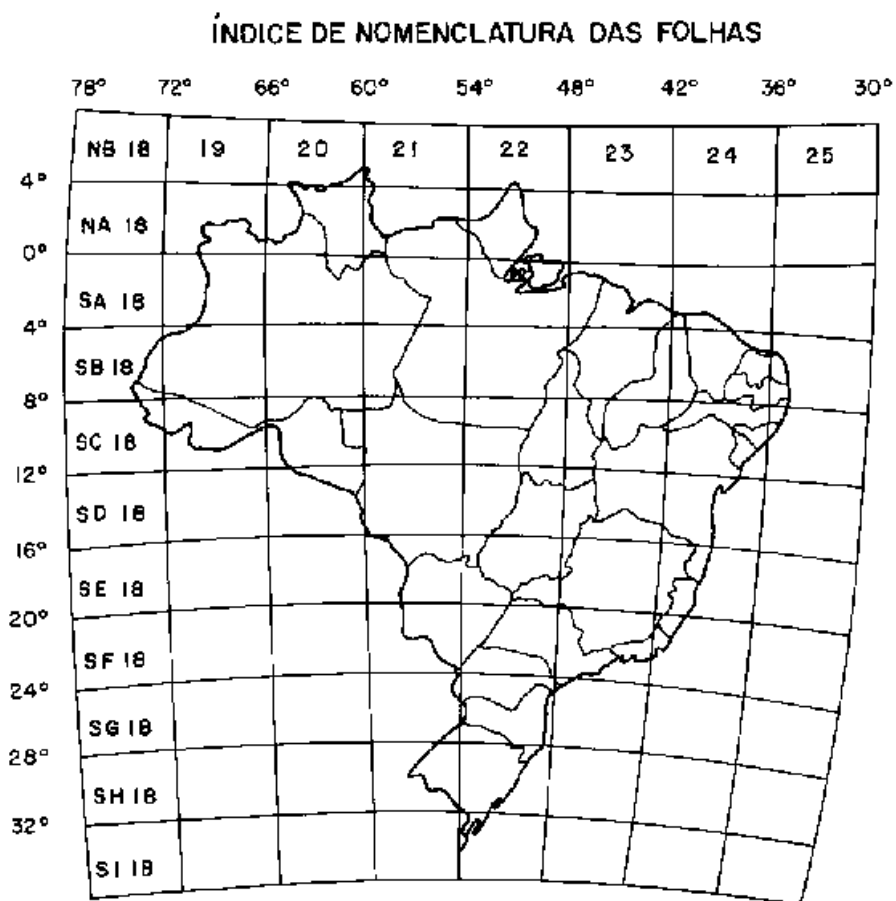 ÍNDICE DE NOMENCLATURA DAS FOLHAS
78° 72° 66° 60° 54° 48° 42° 36° 30°
NB 18 19 20 21 22 23 24 25
4°
NA 18
0°
SA 18
4°
SB 18
8°
SC 18
12°
SD 18
16°
SE 18
20°
SF 18
24°
SG 18
28°
SH 18
32°
SI 18